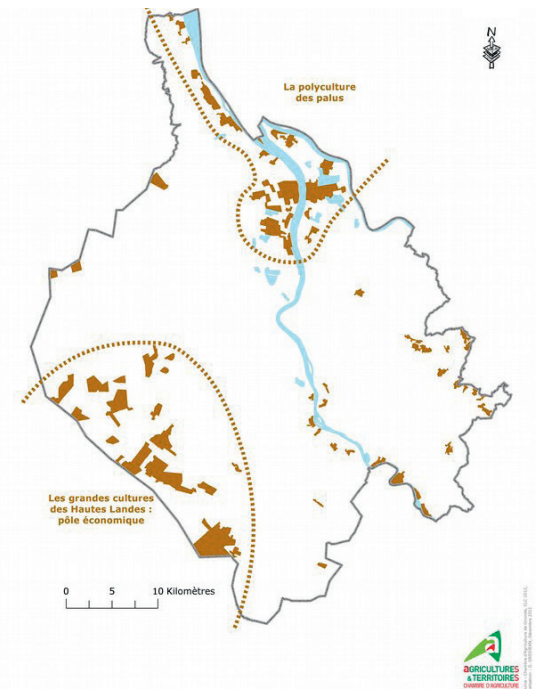 N
La polyculture
des palus
Les grandes cultures
des Hautes Landes :
pôle économique
0 5 10 Kilomètres
AGRICULTURES
& TERRITOIRES
CHAMBRE D'AGRICULTURE